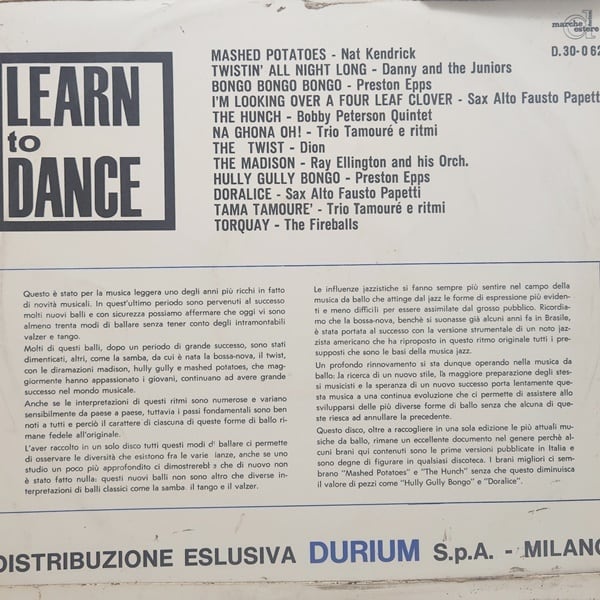 marche estere
D.30-062
LEARN
to
DANCE
MASHED POTATOES - Nat Kendrick
TWISTIN' ALL NIGHT LONG - Danny and the Juniors
BONGO BONGO BONGO - Preston Epps
I'M LOOKING OVER A FOUR LEAF CLOVER - Sax Alto Fausto Papett
THE HUNCH - Bobby Peterson Quintet
NA GHONA OH! - Trio Tamouré e ritmi
THE TWIST - Dion
THE MADISON - Ray Ellington and his Orch.
HULLY GULLY BONGO - Preston Epps
DORALICE - Sax Alto Fausto Papetti
TAMA TAMOURE' - Trio Tamouré e ritmi
TORQUAY - The Fireballs
Questo è stato per la musica leggera uno degli anni più ricchi in fatto
di novità musicali. In quest'ultimo periodo sono pervenuti al successo
molti nuovi balli e con sicurezza possiamo affermare che oggi vi sono
almeno trenta modi di ballare senza tener conto degli intramontabili
valzer e tango.
Molti di questi balli, dopo un periodo di grande successo, sono stati
dimenticati, altri, come la samba, da cui è nata la bossa-nova, il twist,
con le diramazioni madison, hully gully e mashed potatoes, che mag-
giormente hanno appassionato i giovani, continuano ad avere grande
successo nel mondo musicale.
Anche se le interpretazioni di questi ritmi sono numerose e variano
sensibilmente da paese a paese, tuttavia i passi fondamentali sono ben
noti a tutti e perciò il carattere di ciascuna di queste forme di ballo ri-
mane fedele all'originale.
L'aver raccolto in un solo disco tutti questi modi di ballare ci permette
di osservare le diversità che esistono fra le varie danze, anche se uno
studio un poco più approfondito ci dimostrerebbe che di nuovo non
è stato fatto nulla: questi nuovi balli non sono altro che diverse in-
terpretazioni di balli classici come la samba, il tango e il valzer.
Le influenze jazzistiche si fanno sempre più sentire nel campo della
musica da ballo che attinge dal jazz le forme di espressione più eviden-
ti e meno difficili per essere assimilate dal grosso pubblico. Ricordia-
mo che la bossa-nova, benchè si suonasse già alcuni anni fa in Brasile,
è stata portata al successo con la versione strumentale di un noto jaz-
zista americano che ha riproposto in questo ritmo originale tutti i pre-
supposti che sono le basi della musica jazz.
Un profondo rinnovamento si sta dunque operando nella musica da
ballo: la ricerca di un nuovo stile, la maggiore preparazione degli stes-
si musicisti e la speranza di un nuovo successo porta lentamente que-
sta musica a una continua evoluzione che ci permette di assistere allo
svilupparsi delle più diverse forme di ballo senza che alcuna di que-
ste riesca ad annullare la precedente.
Questo disco, oltre a raccogliere in una sola edizione le più attuali mu-
siche da ballo, rimane un eccellente documento nel genere perchè al-
cuni brani qui contenuti sono le prime versioni pubblicate in Italia e
sono degne di figurare in qualsiasi discoteca. I brani migliori ci sem-
brano "Mashed Potatoes" e "The Hunch" senza che questo diminuisca
il valore di pezzi come "Hully Gully Bongo" e "Doralice".
DISTRIBUZIONE ESLUSIVA DURIUM S.p.A. - MILANO